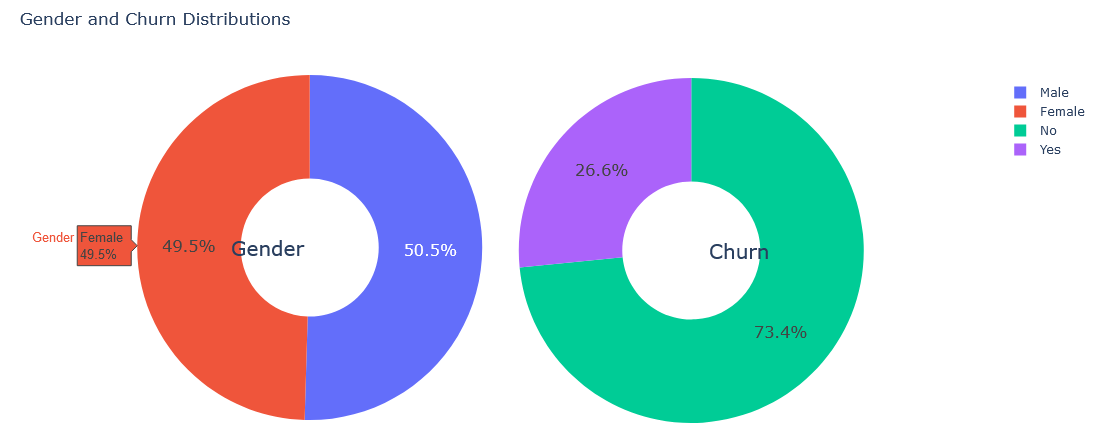 Gender and Churn Distributions
Male
Female
No
Yes
26.6%
Gender
Female
49.5%
49.5%
Gender
50.5%
Churn
73.4%